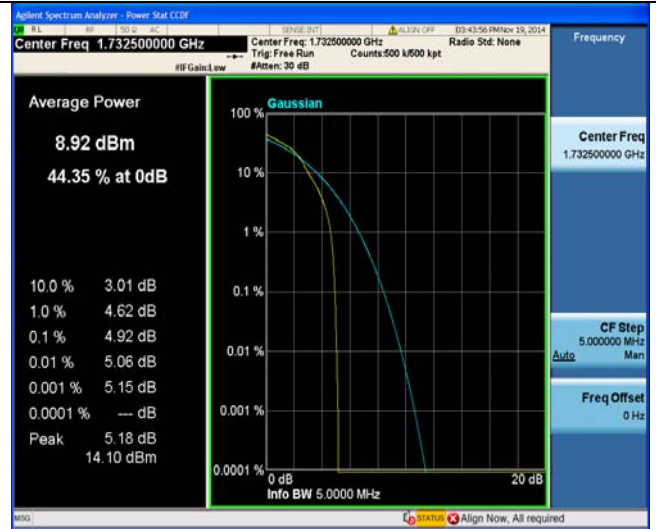 Agilent Spectrum Analyzer - Power Stat CCDF
RL RF 50 Ω AC SENSE:INT ALIGN OFF 03:43:56 PM Nov 19, 2014
Center Freq 1.732500000 GHz
Center Freq: 1.732500000 GHz Radio Std: None
Trig: Free Run Counts:500 k/500 kpt
#IFGain:Low #Atten: 30 dB
Frequency
Average Power
8.92 dBm
44.35 % at 0dB
10.0 % 3.01 dB
1.0 % 4.62 dB
0.1 % 4.92 dB
0.01 % 5.06 dB
0.001 % 5.15 dB
0.0001 % --- dB
Peak 5.18 dB
14.10 dBm
Gaussian
100 %
10 %
1 %
0.1 %
0.01 %
0.001 %
0.0001 %
0 dB 20 dB
Info BW 5.0000 MHz
Center Freq
1.732500000 GHz
CF Step
5.000000 MHz
Auto Man
Freq Offset
0 Hz
MSG STATUS Align Now, All required